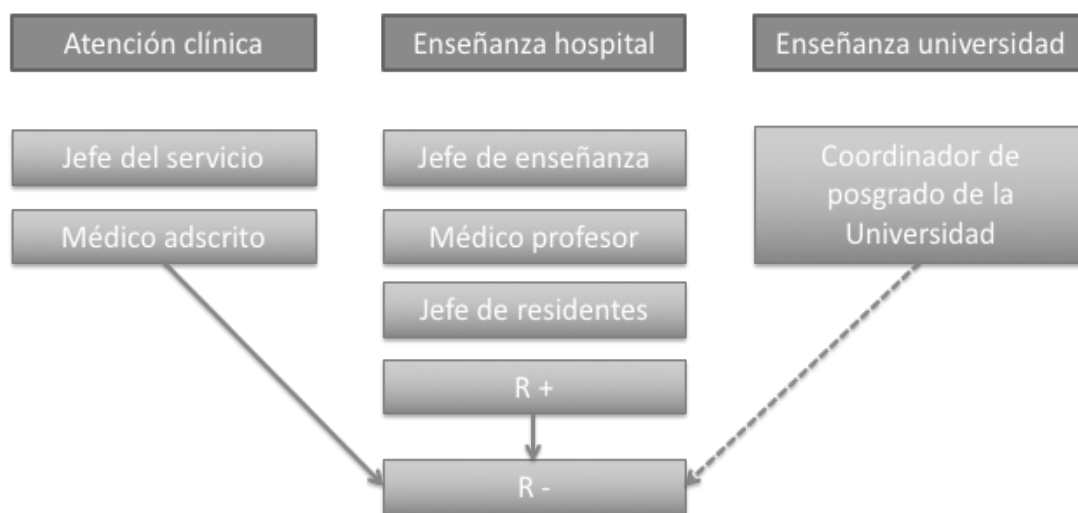 Atención clínica
Enseñanza hospital
Enseñanza universidad
Jefe del servicio
Médico adscrito
Jefe de enseñanza
Médico profesor
Jefe de residentes
R +
R -
Coordinador de
posgrado de la
Universidad